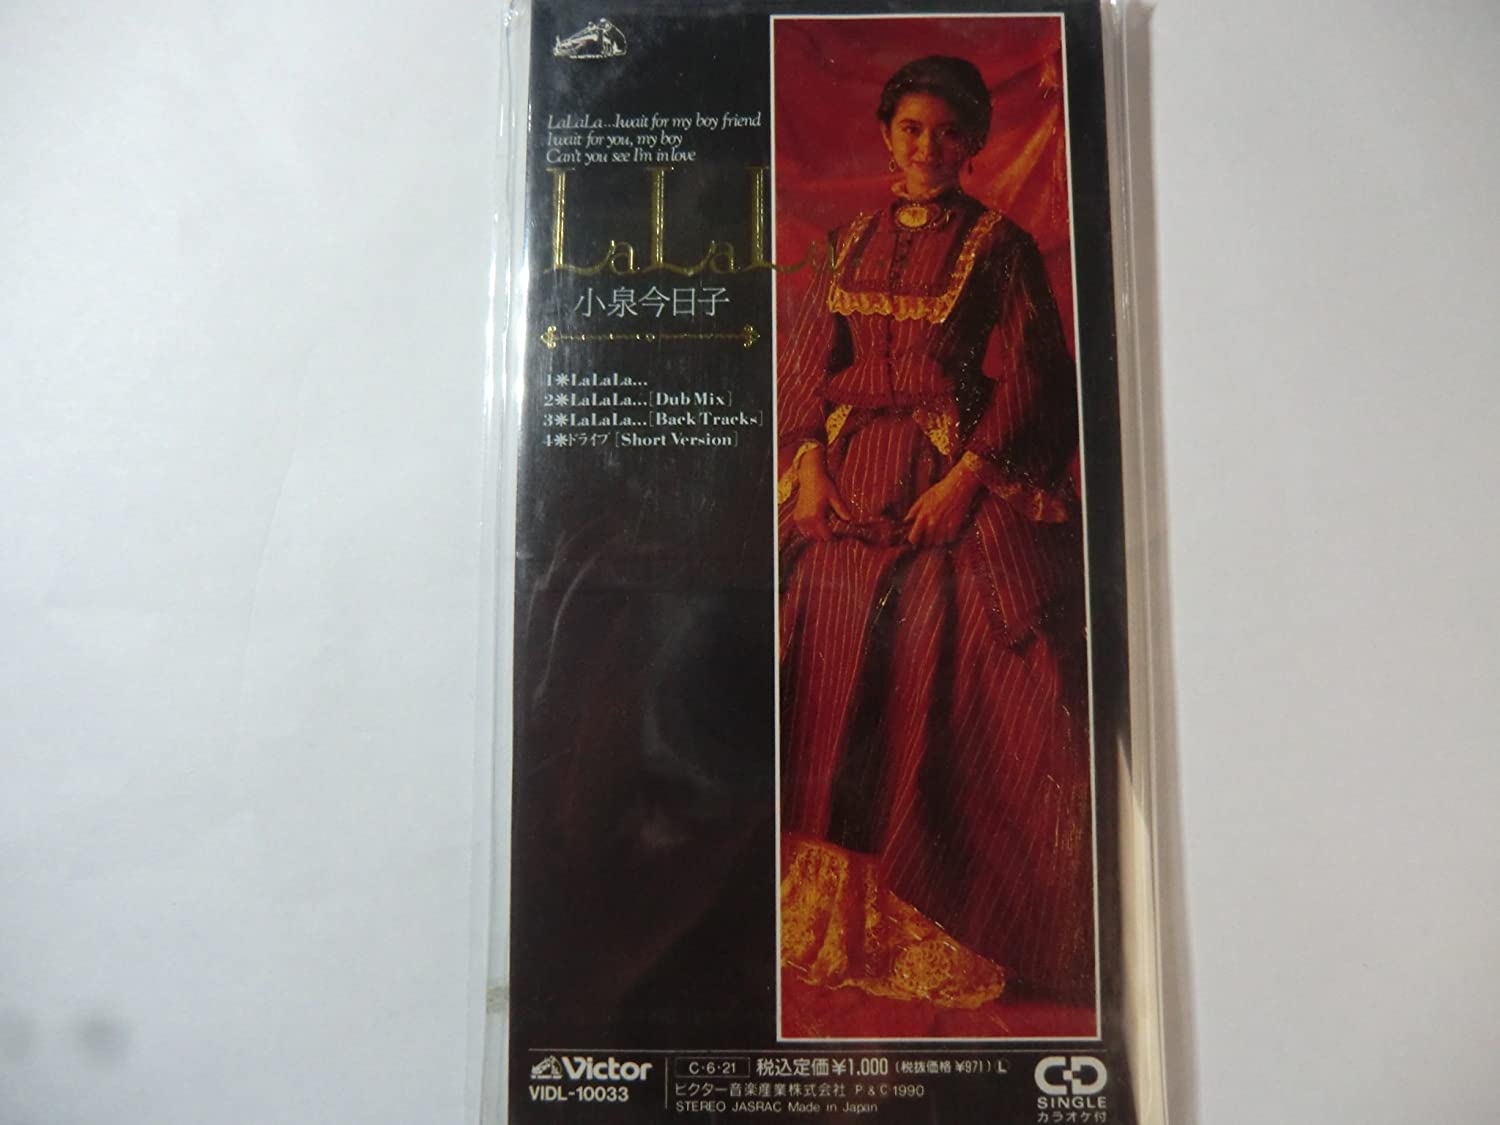 LaLaLa...I wait for my boy friend
I wait for you, my boy
Can't you see I'm in love
LaLaLa...
小泉今日子
1✳LaLaLa...
2✳LaLaLa...[Dub Mix]
3✳LaLaLa...[Back Tracks]
4✳ドライブ [Short Version]
Victor
VIDL-10033
C・6・21 税込定価¥1,000 (税抜価格 ¥971) L
ビクター音楽産業株式会社 P & C 1990
STEREO JASRAC Made in Japan
CD
SINGLE
カラオケ付